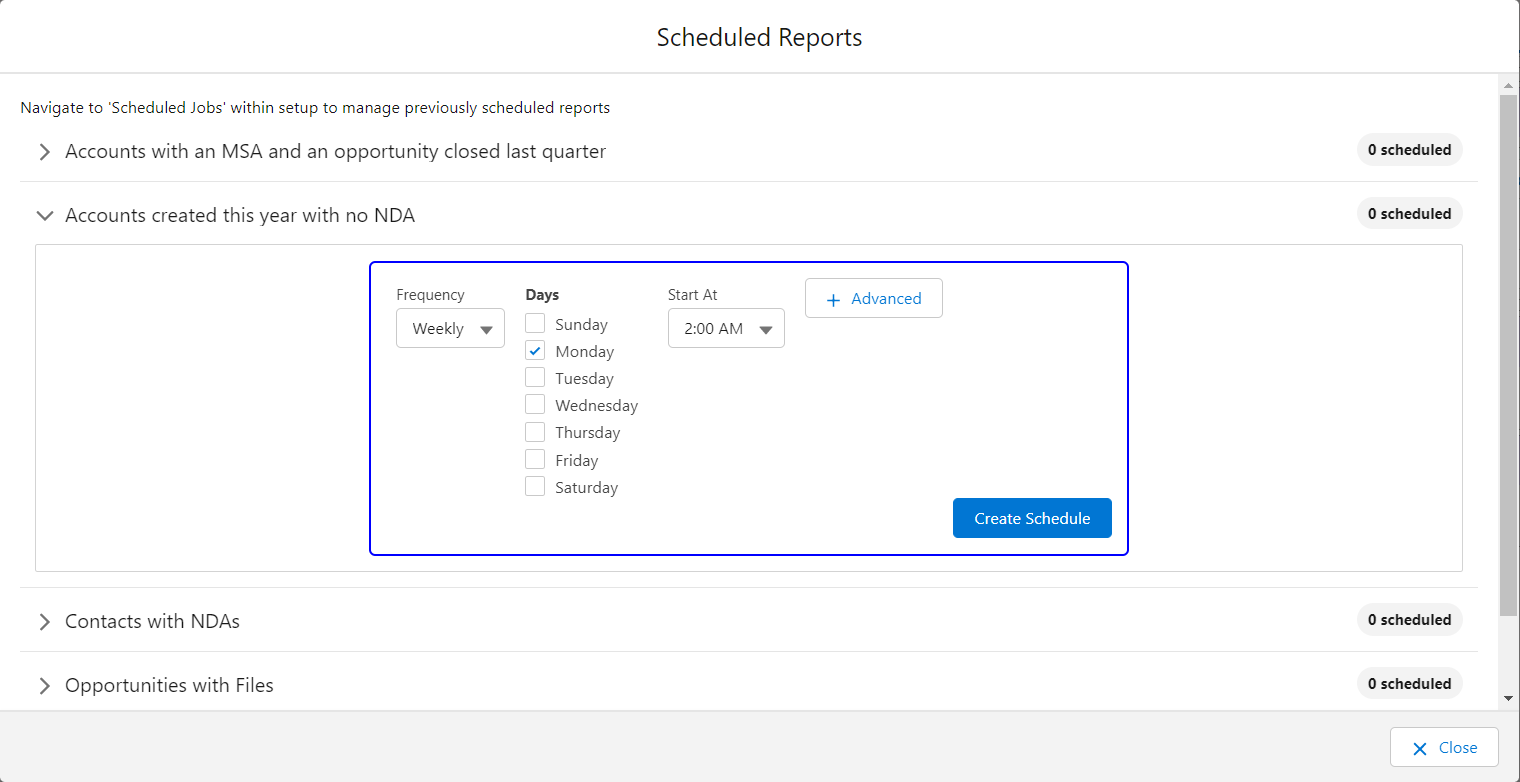 Scheduled Reports
Navigate to 'Scheduled Jobs' within setup to manage previously scheduled reports
Accounts with an MSA and an opportunity closed last quarter
0 scheduled
Accounts created this year with no NDA
0 scheduled
Frequency
Weekly
Days
Sunday
Monday
Tuesday
Wednesday
Thursday
Friday
Saturday
Start At
2:00 AM
Advanced
Create Schedule
Contacts with NDAs
0 scheduled
Opportunities with Files
0 scheduled
Close